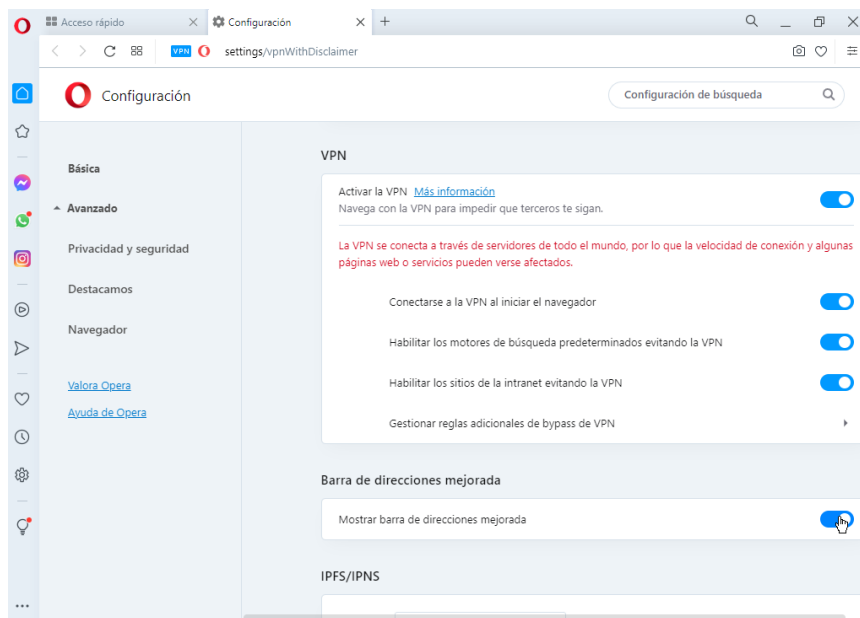 Acceso rápido
Configuración
VPN
settings/vpnWithDisclaimer
Configuración
Configuración de búsqueda
Básica
Avanzado
Privacidad y seguridad
Destacamos
Navegador
Valora Opera
Ayuda de Opera
VPN
Activar la VPN Más información
Navega con la VPN para impedir que terceros te sigan.
La VPN se conecta a través de servidores de todo el mundo, por lo que la velocidad de conexión y algunas
páginas web o servicios pueden verse afectados.
Conectarse a la VPN al iniciar el navegador
Habilitar los motores de búsqueda predeterminados evitando la VPN
Habilitar los sitios de la intranet evitando la VPN
Gestionar reglas adicionales de bypass de VPN
Barra de direcciones mejorada
Mostrar barra de direcciones mejorada
IPFS/IPNS